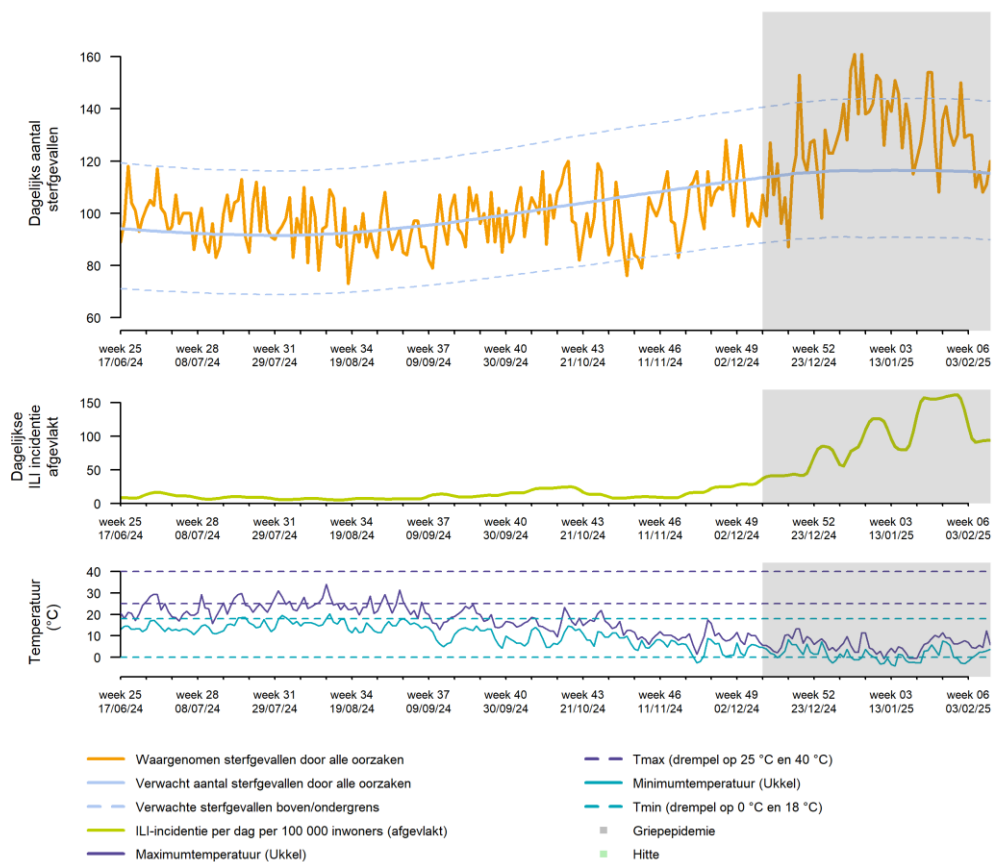 Dagelijks aantal
sterfgevallen
160
140
120
100
80
60
week 25 week 28 week 31 week 34 week 37 week 40 week 43 week 46 week 49 week 52 week 03 week 06
17/06/24 08/07/24 29/07/24 19/08/24 09/09/24 30/09/24 21/10/24 11/11/24 02/12/24 23/12/24 13/01/25 03/02/25
Dagelijkse
ILI incidentie
afgevlakt
150
100
50
0
week 25 week 28 week 31 week 34 week 37 week 40 week 43 week 46 week 49 week 52 week 03 week 06
17/06/24 08/07/24 29/07/24 19/08/24 09/09/24 30/09/24 21/10/24 11/11/24 02/12/24 23/12/24 13/01/25 03/02/25
Temperatuur
(°C)
40
30
20
10
0
week 25 week 28 week 31 week 34 week 37 week 40 week 43 week 46 week 49 week 52 week 03 week 06
17/06/24 08/07/24 29/07/24 19/08/24 09/09/24 30/09/24 21/10/24 11/11/24 02/12/24 23/12/24 13/01/25 03/02/25
Waargenomen sterfgevallen door alle oorzaken
Verwacht aantal sterfgevallen door alle oorzaken
Verwachte sterfgevallen boven/ondergrens
ILI-incidentie per dag per 100 000 inwoners (afgevlakt)
Maximumtemperatuur (Ukkel)
Tmax (drempel op 25 °C en 40 °C)
Minimumtemperatuur (Ukkel)
Tmin (drempel op 0 °C en 18 °C)
Griepepidemie
Hitte